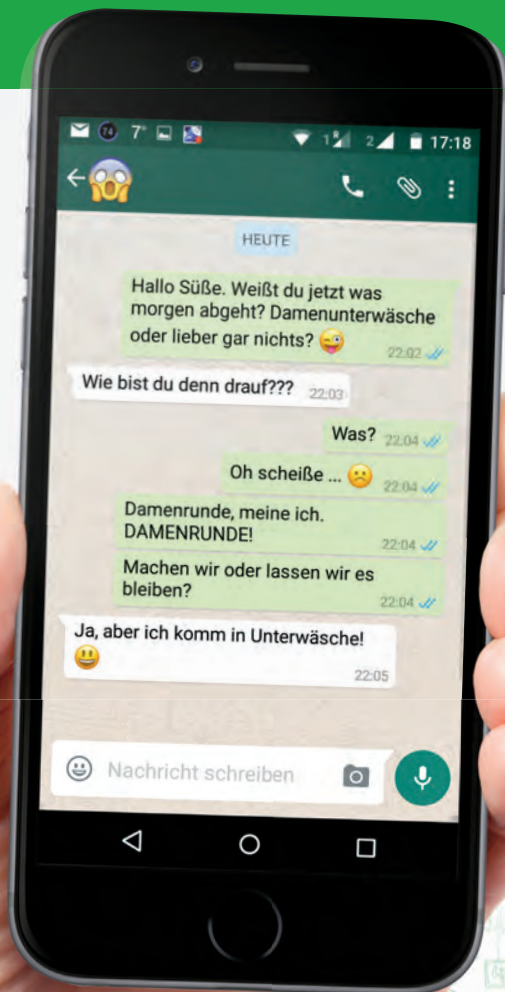 74 7° 1 R 2 17:18
HEUTE
Hallo Süße. Weißt du jetzt was
morgen abgeht? Damenunterwäsche
oder lieber gar nichts? 😜
22:02
Wie bist du denn drauf??? 22:03
Was? 22:04
Oh scheiße ... ☹️ 22:04
Damenrunde, meine ich.
DAMENRUNDE!
22:04
Machen wir oder lassen wir es
bleiben?
22:04
Ja, aber ich komm in Unterwäsche!
😃
22:05
Nachricht schreiben